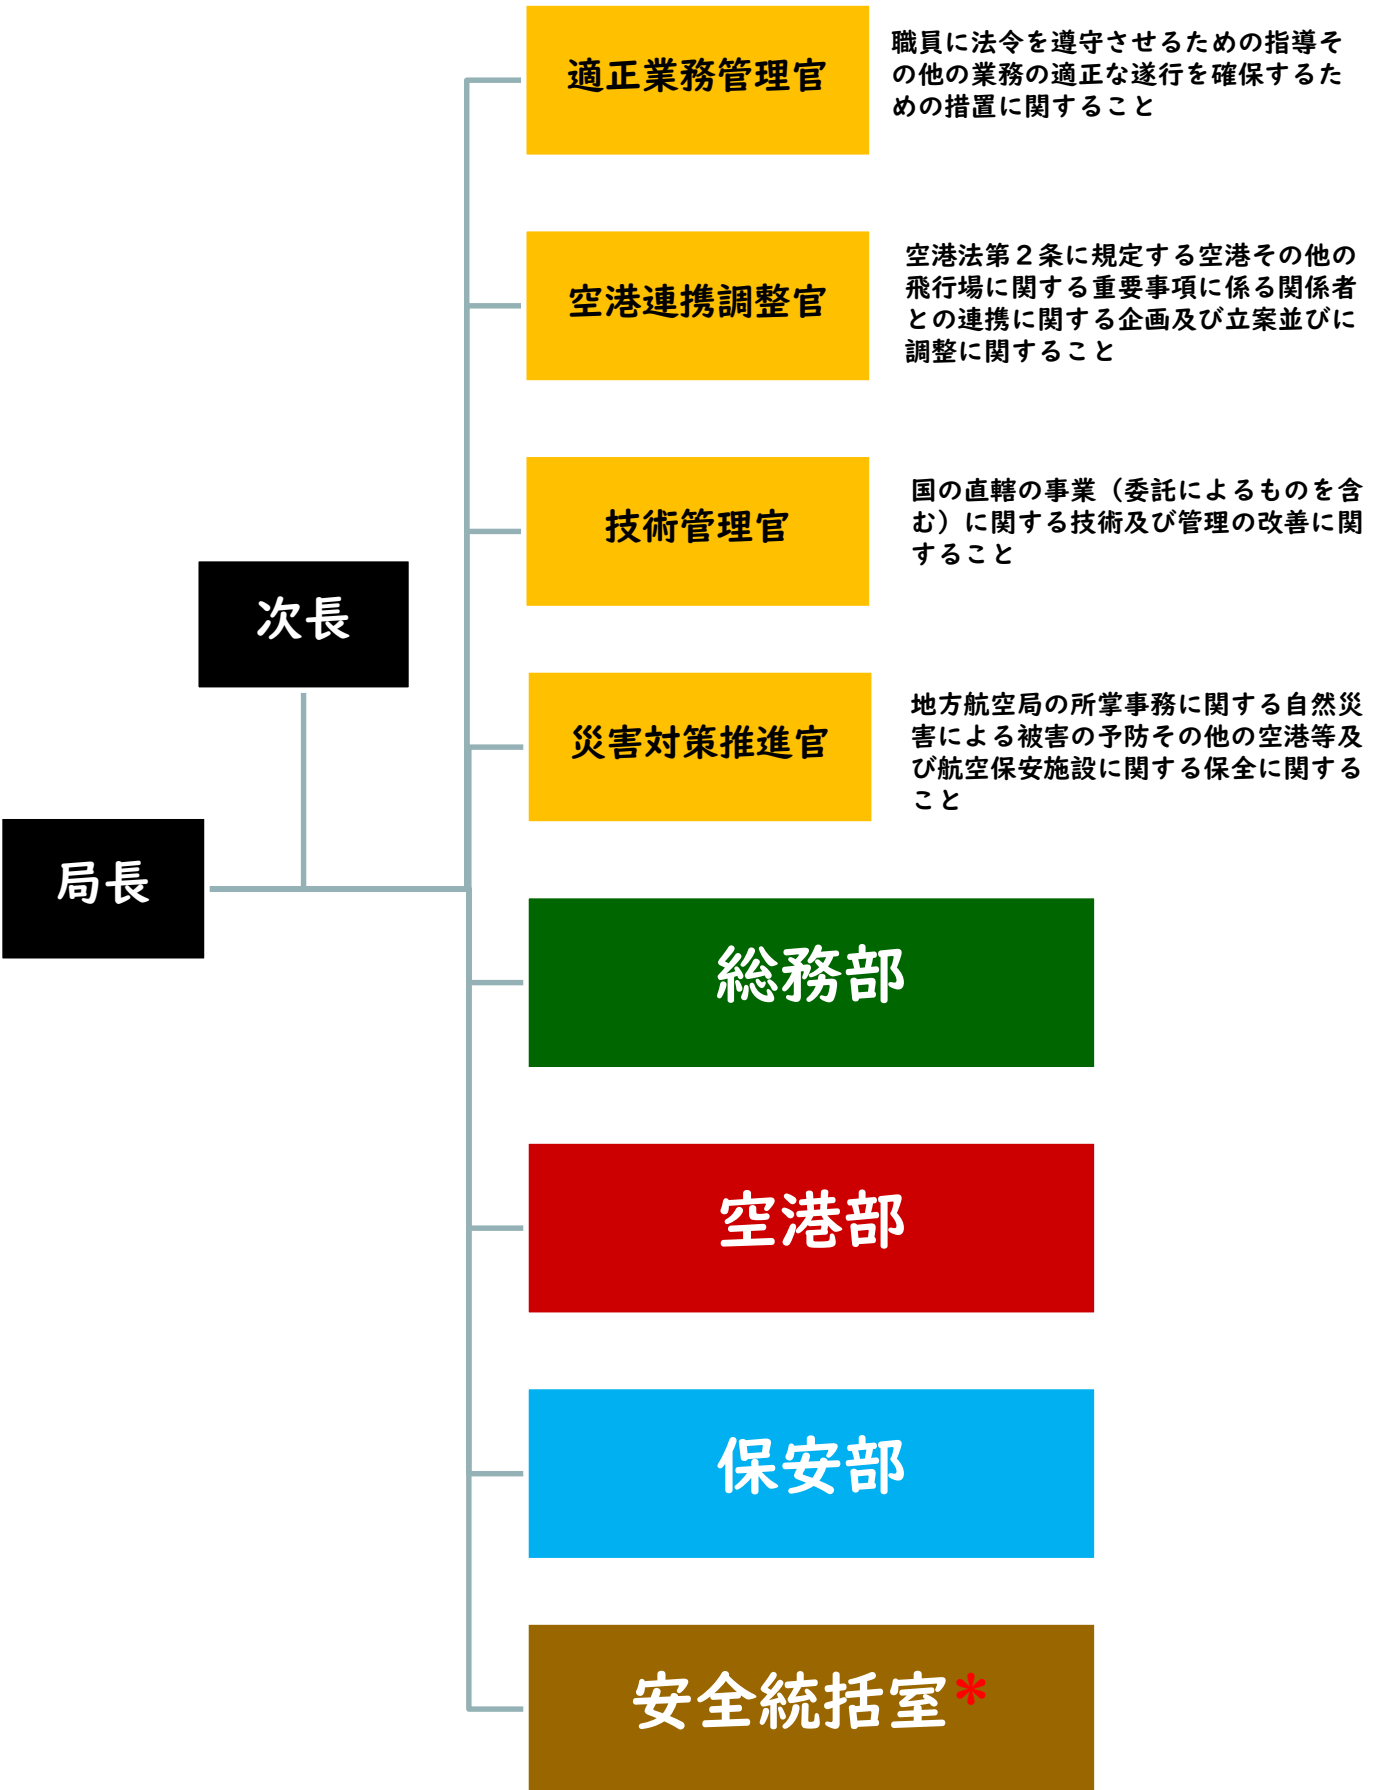 適正業務管理官
職員に法令を遵守させるための指導そ
の他の業務の適正な遂行を確保するた
めの措置に関すること
空港連携調整官
空港法第２条に規定する空港その他の
飛行場に関する重要事項に係る関係者
との連携に関する企画及び立案並びに
調整に関すること
技術管理官
国の直轄の事業（委託によるものを含
む）に関する技術及び管理の改善に関
すること
次長
災害対策推進官
地方航空局の所掌事務に関する自然災
害による被害の予防その他の空港等及
び航空保安施設に関する保全に関する
こと
局長
総務部
空港部
保安部
安全統括室*